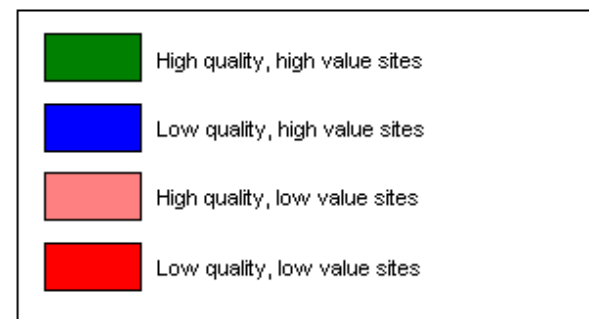 High quality, high value sites
Low quality, high value sites
High quality, low value sites
Low quality, low value sites